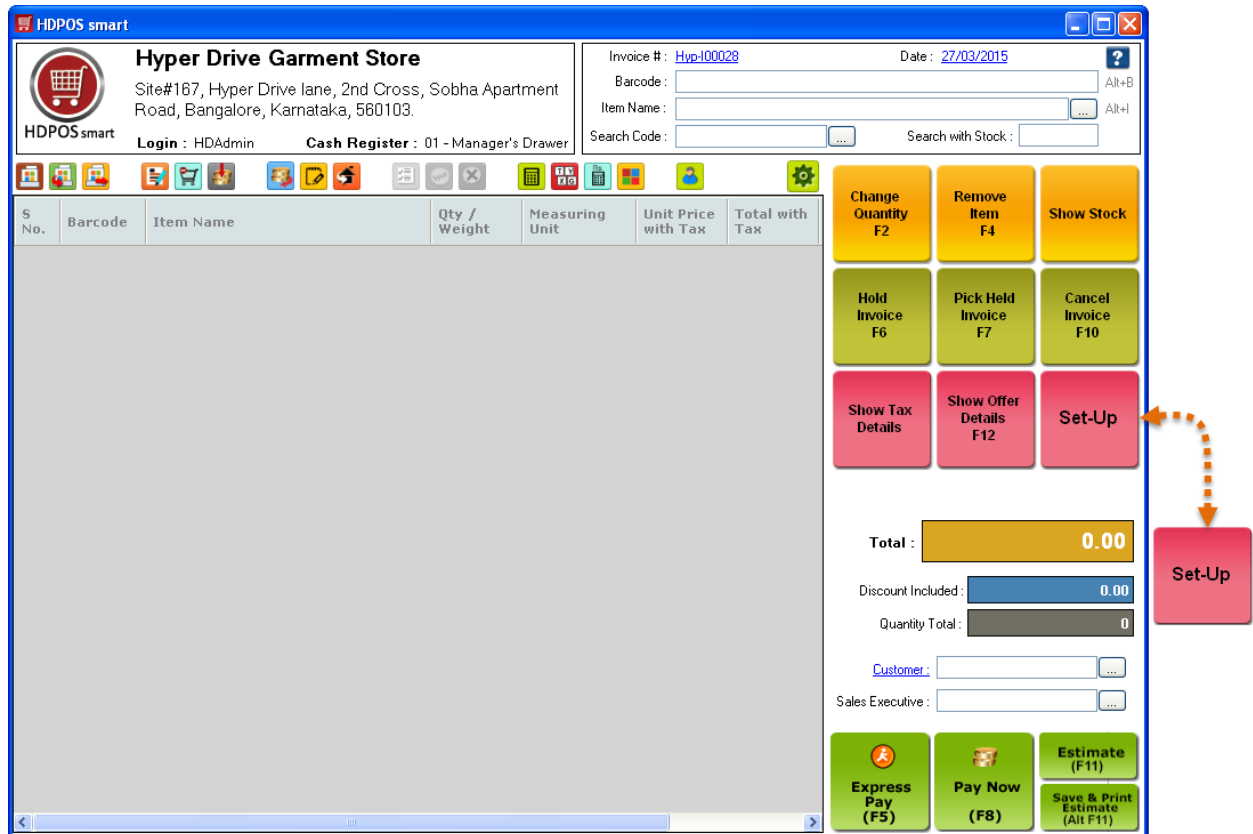 HDPOS smart
HDPOS smart
Hyper Drive Garment Store
Site#167, Hyper Drive lane, 2nd Cross, Sobha Apartment
Road, Bangalore, Karnataka, 560103.
Login : HDAdmin Cash Register : 01 - Manager's Drawer
Invoice # : Hyp-I00028 Date : 27/03/2015 ?
Barcode : Alt+B
Item Name : ... Alt+I
Search Code : ... Search with Stock :
S
No.
Barcode
Item Name
Qty /
Weight
Measuring
Unit
Unit Price
with Tax
Total with
Tax
Change
Quantity
F2
Remove
Item
F4
Show Stock
Hold
Invoice
F6
Pick Held
Invoice
F7
Cancel
Invoice
F10
Show Tax
Details
Show Offer
Details
F12
Set-Up
Set-Up
Total : 0.00
Discount Included : 0.00
Quantity Total : 0
Customer : ...
Sales Executive : ...
Express
Pay
(F5)
Pay Now
(F8)
Estimate
(F11)
Save & Print
Estimate
(Alt F11)